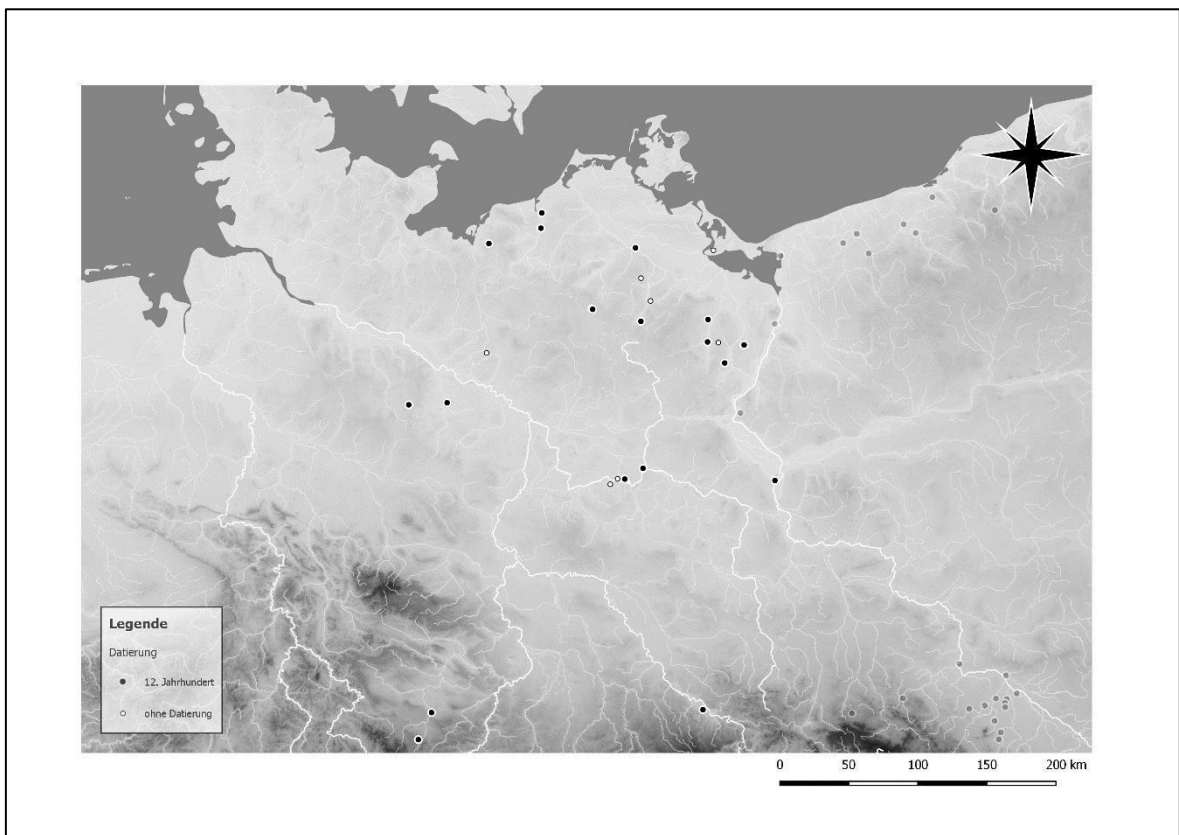 Legende
Datierung
12. Jahrhundert
ohne Datierung
0 50 100 150 200 km